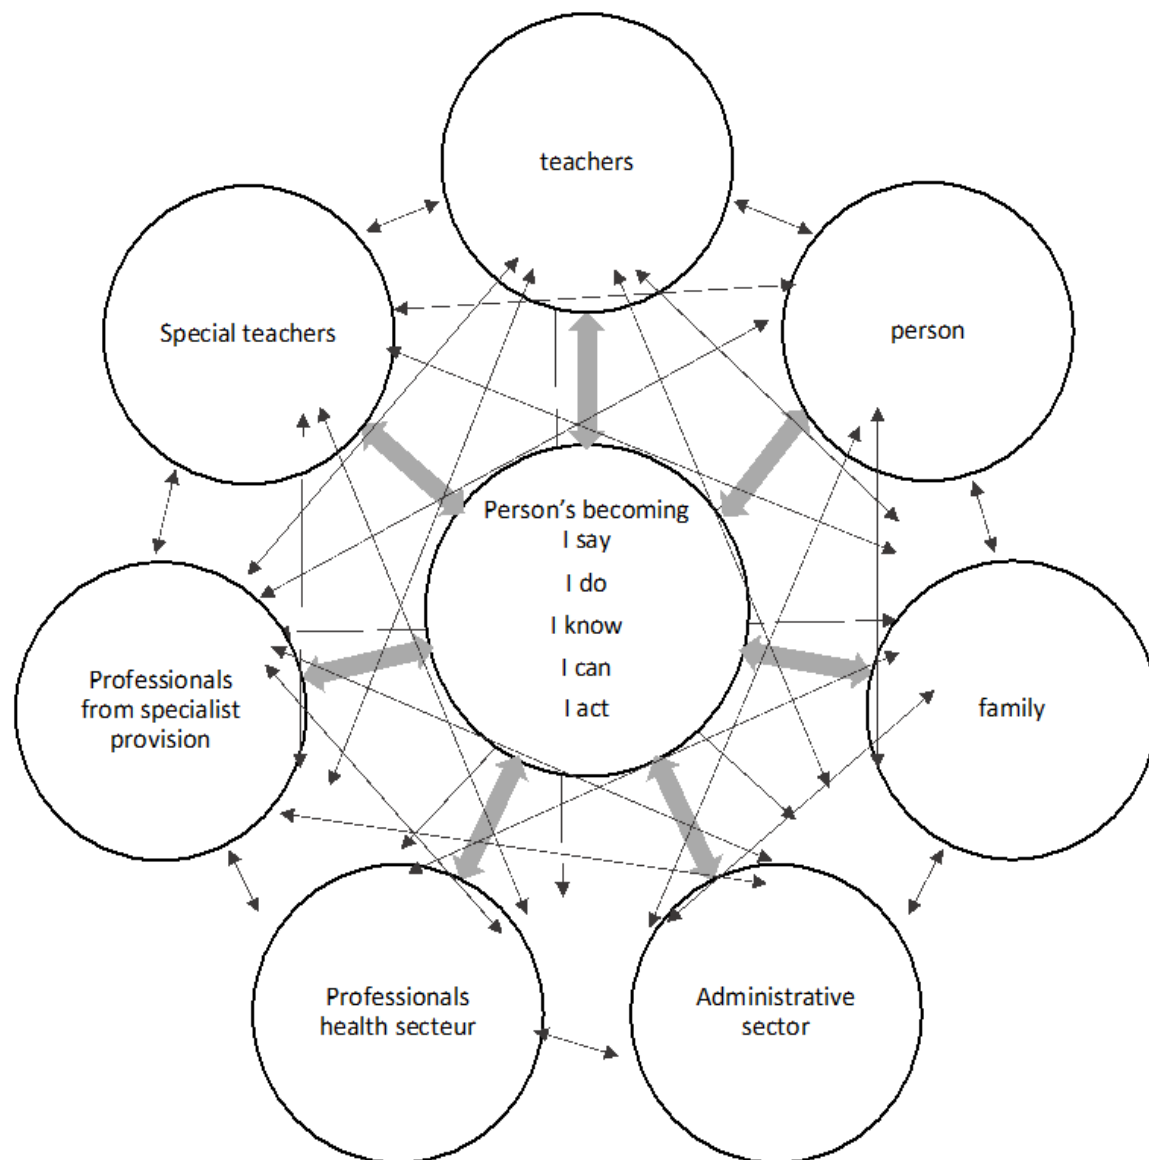 teachers
Special teachers
person
Person’s becoming
I say
I do
I know
I can
I act
Professionals
from specialist
provision
family
Professionals
health secteur
Administrative
sector